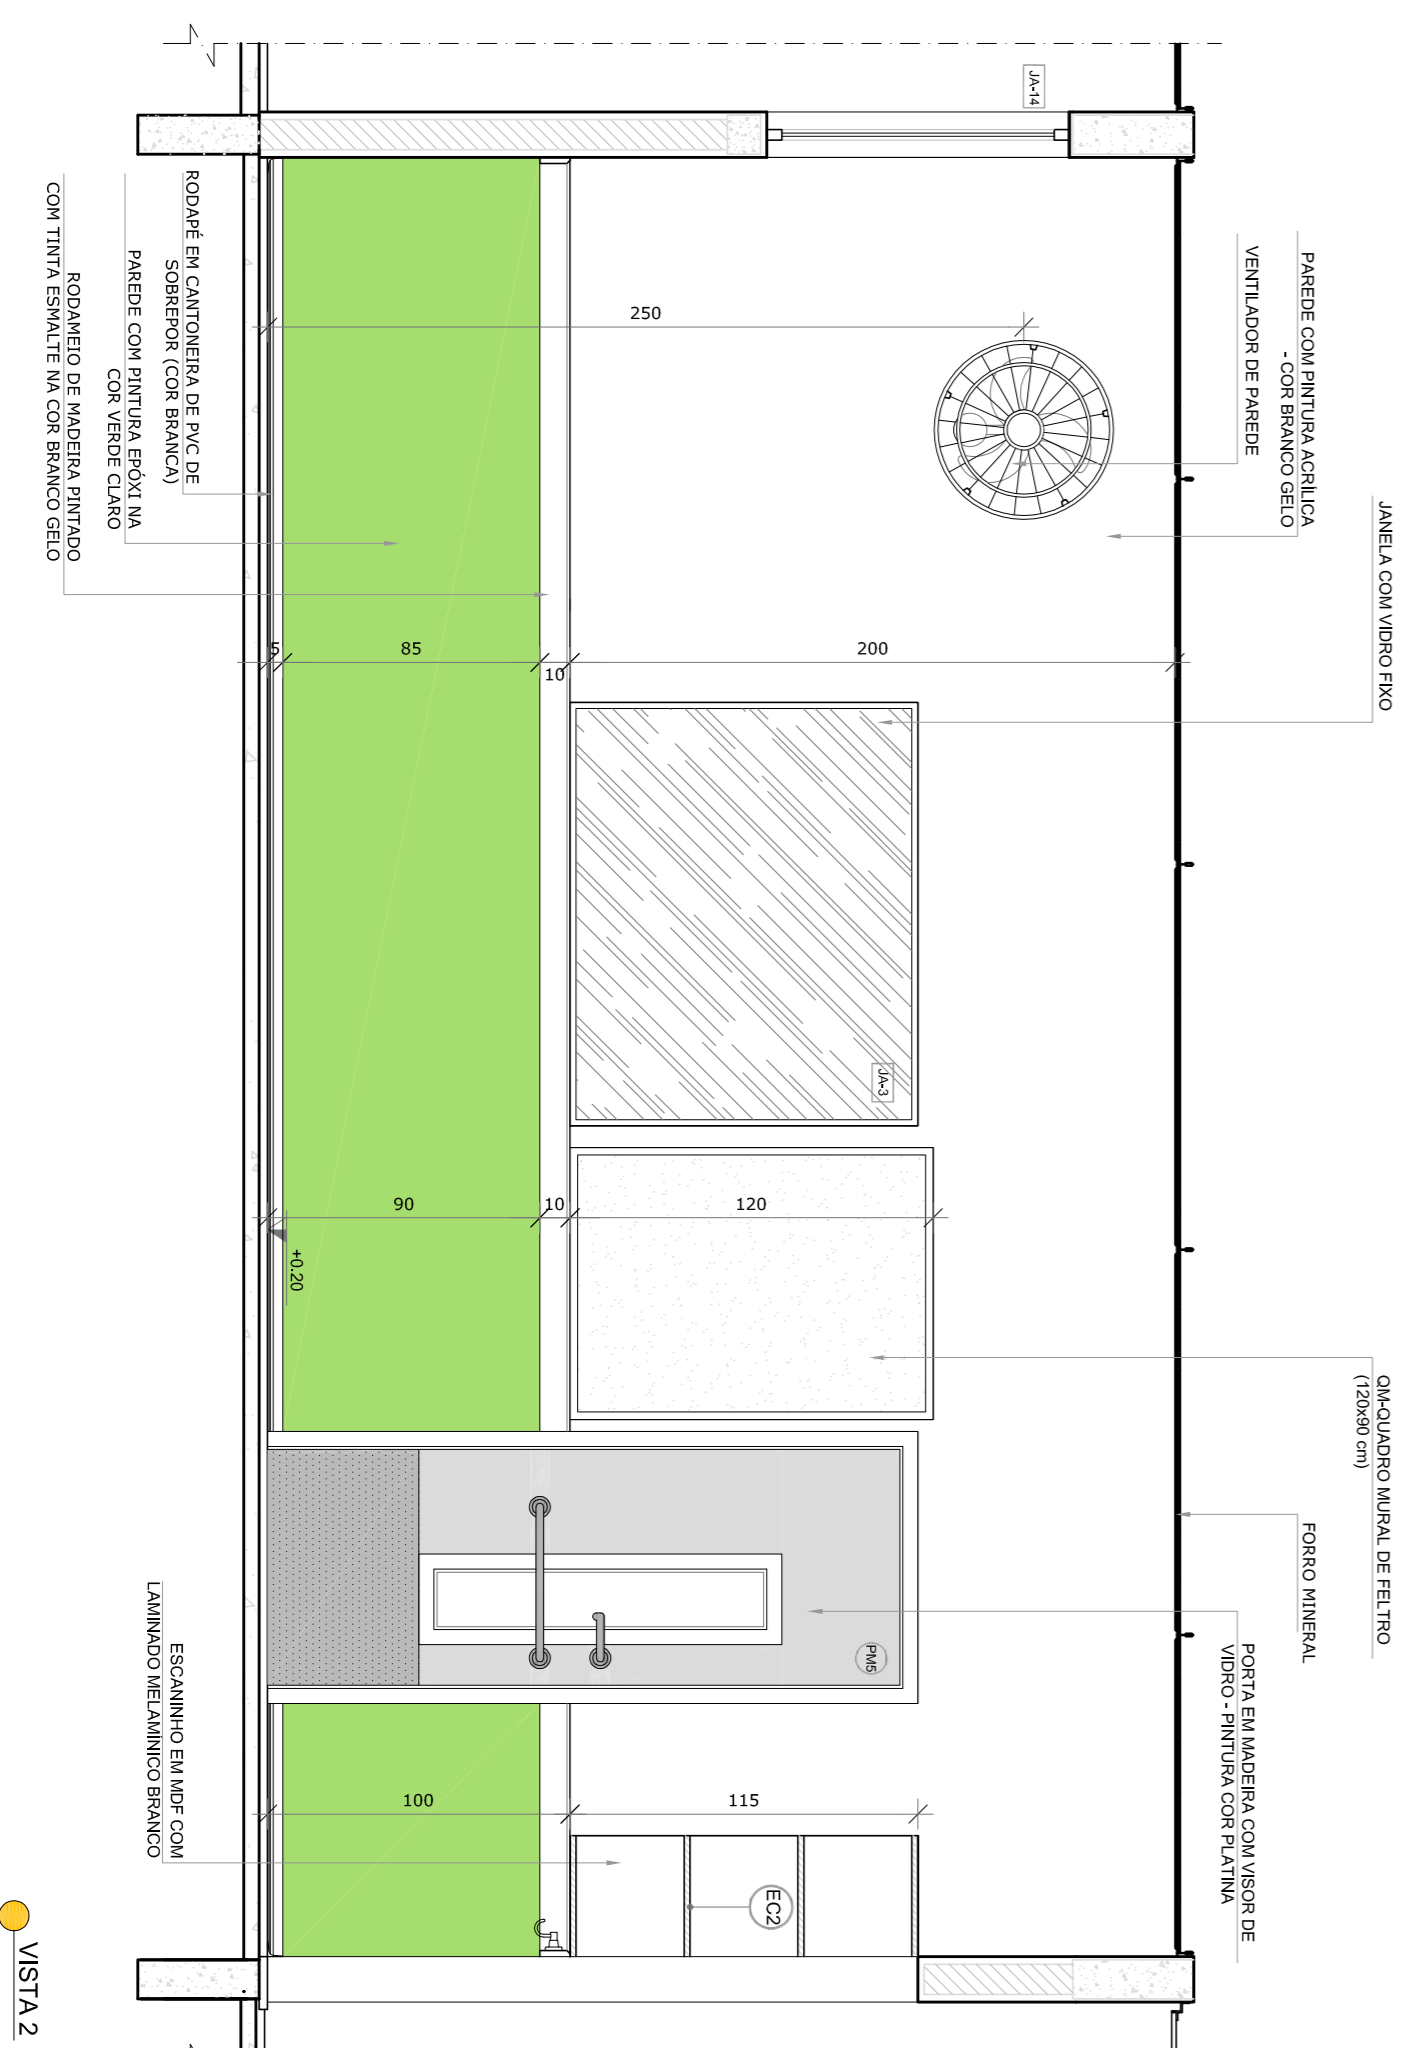 JANELA COM VIDRO FIXO
QM-QUADRO MURAL DE FELTRO
(120x90 cm)
PAREDE COM PINTURA ACRÍLICA
- COR BRANCO GELO
FORRO MINERAL
VENTILADOR DE PAREDE
PORTA EM MADEIRA COM VISOR DE
VIDRO - PINTURA COR PLATINA
JA-14
JA-3
PM5
EC2
250
200
10
85
5
120
10
90
+0.20
115
100
RODAPÉ EM CANTONEIRA DE PVC DE
SOBREPOR (COR BRANCA)
PAREDE COM PINTURA EPÓXI NA
COR VERDE CLARO
RODAMEIO DE MADEIRA PINTADO
COM TINTA ESMALTE NA COR BRANCO GELO
ESCANINHO EM MDF COM
LAMINADO MELAMÍNICO BRANCO
VISTA 2